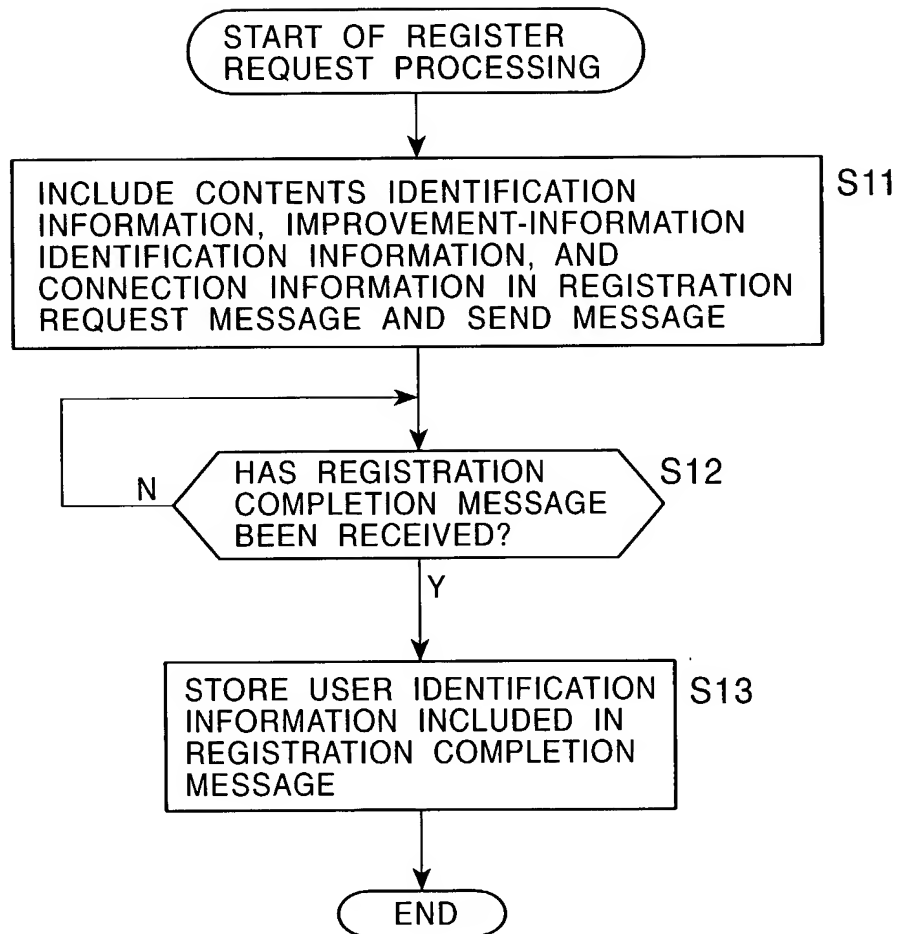 START OF REGISTER
REQUEST PROCESSING
INCLUDE CONTENTS IDENTIFICATION
INFORMATION, IMPROVEMENT-INFORMATION
IDENTIFICATION INFORMATION, AND
CONNECTION INFORMATION IN REGISTRATION
REQUEST MESSAGE AND SEND MESSAGE
S11
HAS REGISTRATION
COMPLETION MESSAGE
BEEN RECEIVED?
S12
N
Y
STORE USER IDENTIFICATION
INFORMATION INCLUDED IN
REGISTRATION COMPLETION
MESSAGE
S13
END